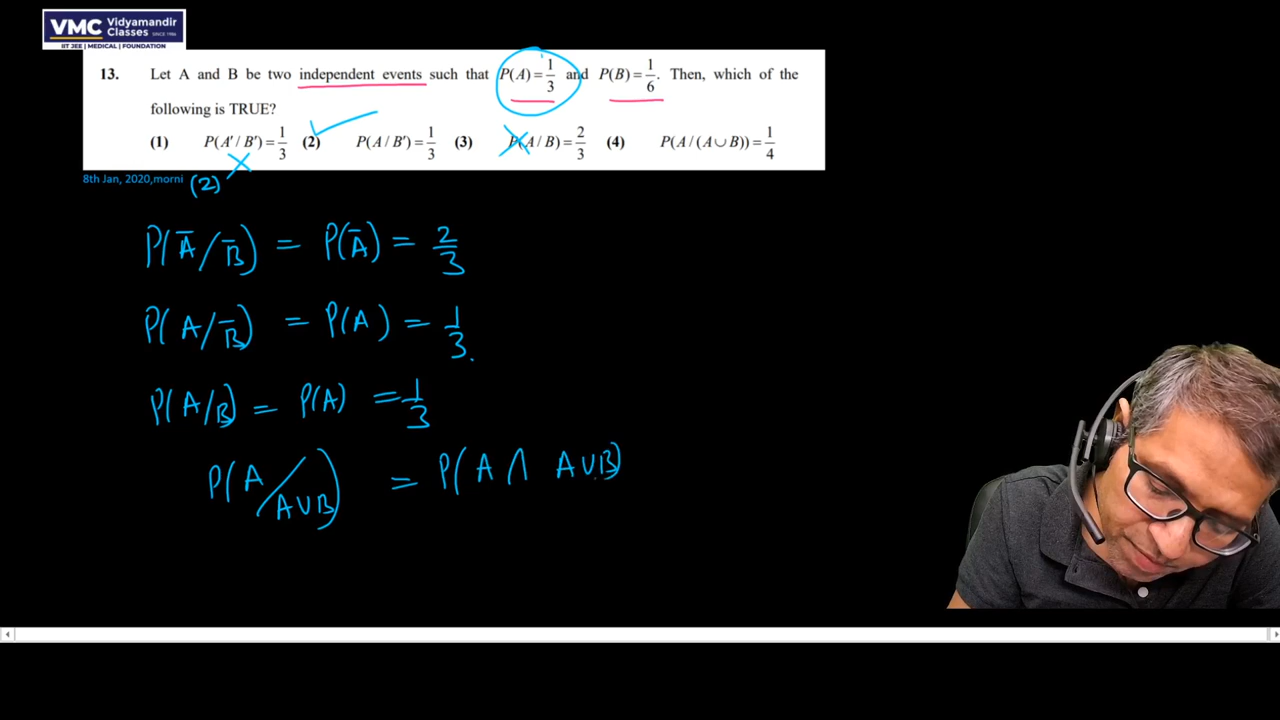 VMC Vidyamandir Classes SINCE 1986
IIT JEE | MEDICAL | FOUNDATION
13. Let A and B be two independent events such that P(A) = 1/3 and P(B) = 1/6. Then, which of the
following is TRUE?
(1) P(A′ / B′) = 1/3 (2) P(A / B′) = 1/3 (3) P(A / B) = 2/3 (4) P(A / (A ∪ B)) = 1/4
8th Jan, 2020,morni (2)
P(A̅/B̅) = P(A̅) = 2/3
P(A/B̅) = P(A) = 1/3.
P(A/B) = P(A) = 1/3
P(A/A∪B) = P(A ∩ A∪B)